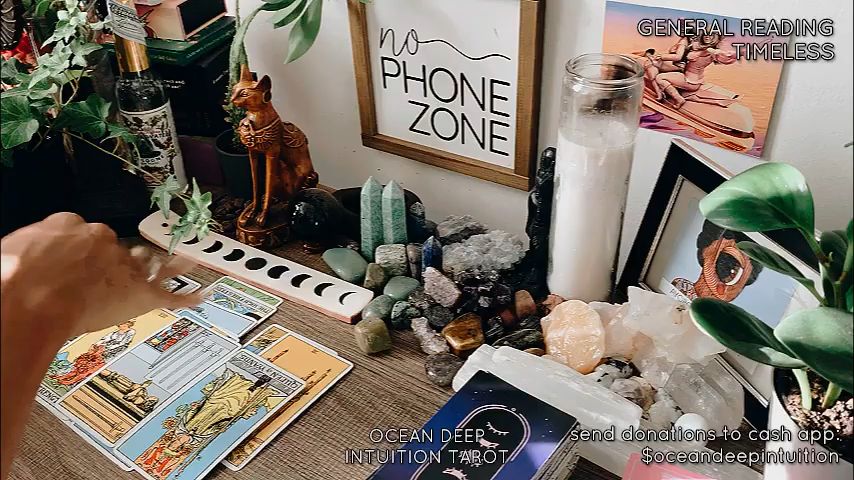 GENERAL READING
TIMELESS
no
PHONE
ZONE
OCEAN DEEP
INTUITION TAROT
send donations to cash app:
$oceandeepintuition